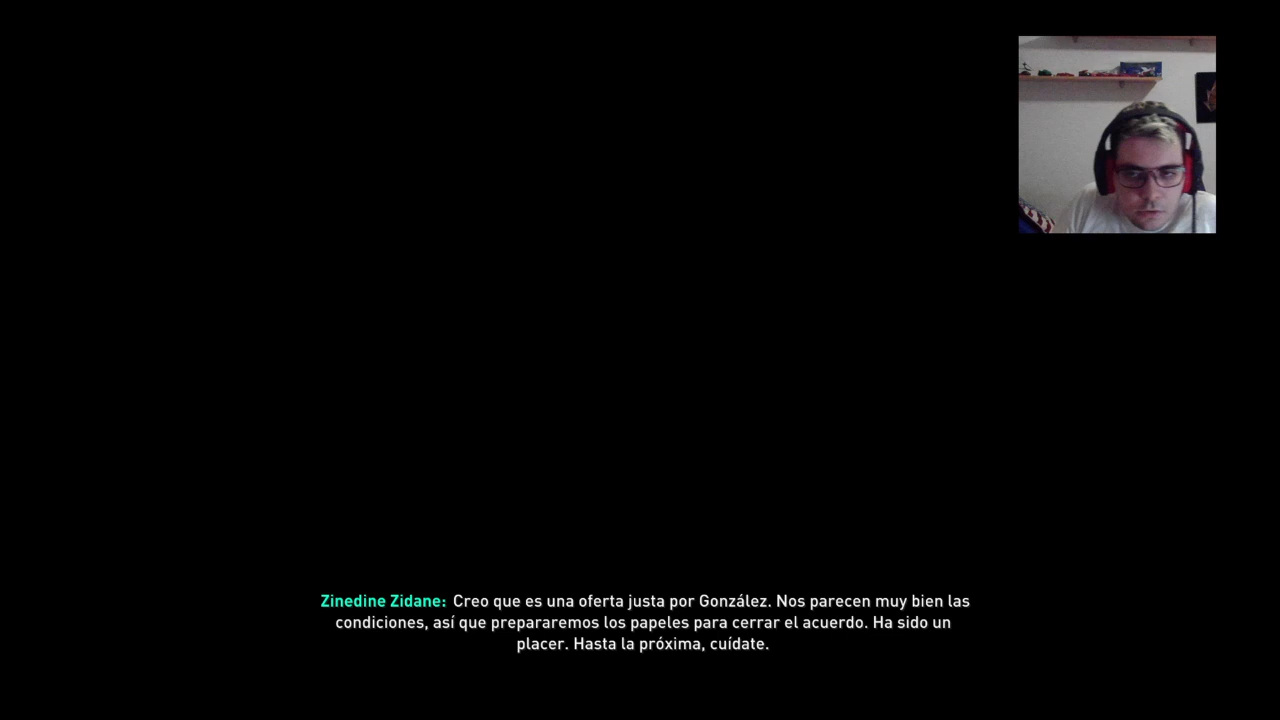 Zinedine Zidane: Creo que es una oferta justa por González. Nos parecen muy bien las
condiciones, así que prepararemos los papeles para cerrar el acuerdo. Ha sido un
placer. Hasta la próxima, cuídate.